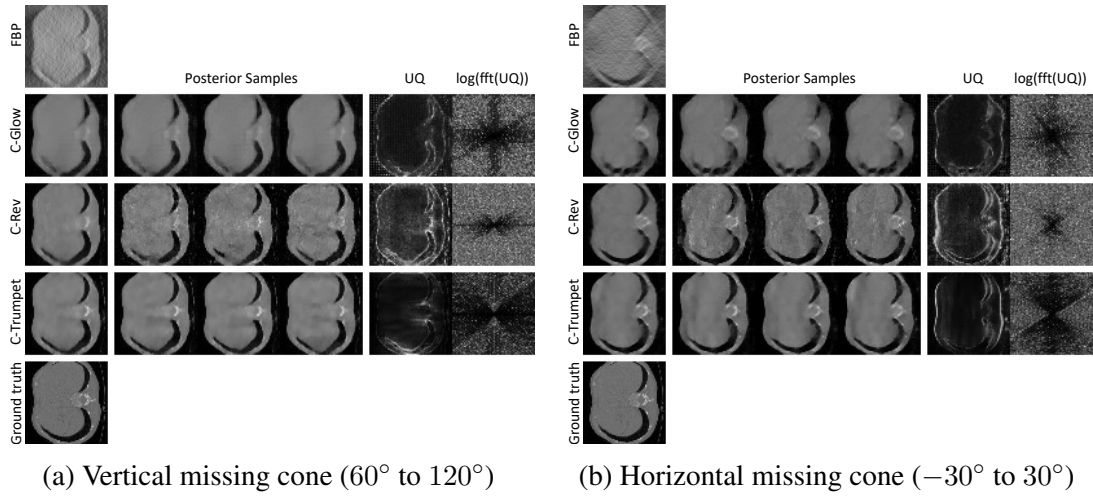 FBP
Posterior Samples UQ log(fft(UQ))
C-Glow
C-Rev
C-Trumpet
Ground truth
(a) Vertical missing cone (60° to 120°)
FBP
Posterior Samples UQ log(fft(UQ))
C-Glow
C-Rev
C-Trumpet
Ground truth
(b) Horizontal missing cone (−30° to 30°)